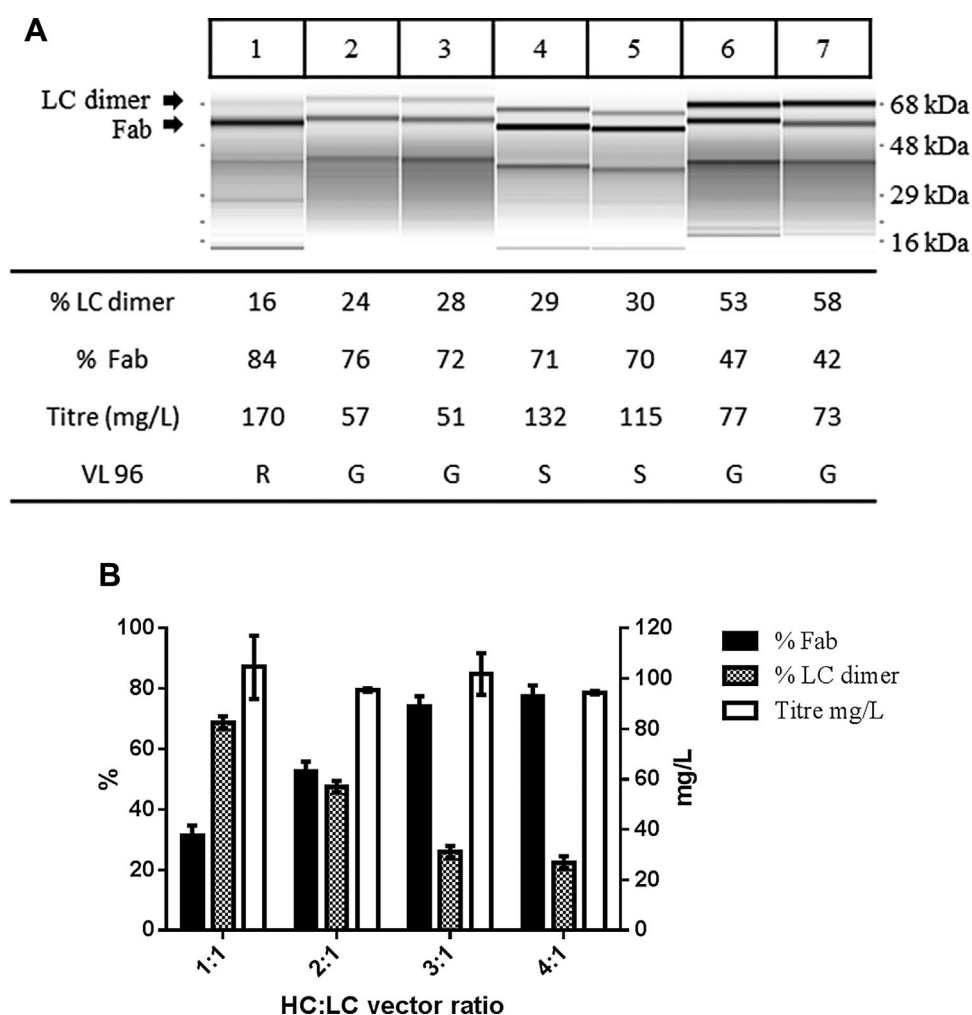 A
1 2 3 4 5 6 7
LC dimer
Fab
68 kDa
48 kDa
29 kDa
16 kDa
% LC dimer 16 24 28 29 30 53 58
% Fab 84 76 72 71 70 47 42
Titre (mg/L) 170 57 51 132 115 77 73
VL 96 R G G S S G G
B
100
80
60
40
20
0
%
120
100
80
60
40
20
0
mg/L
% Fab
% LC dimer
Titre mg/L
1:1 2:1 3:1 4:1
HC:LC vector ratio